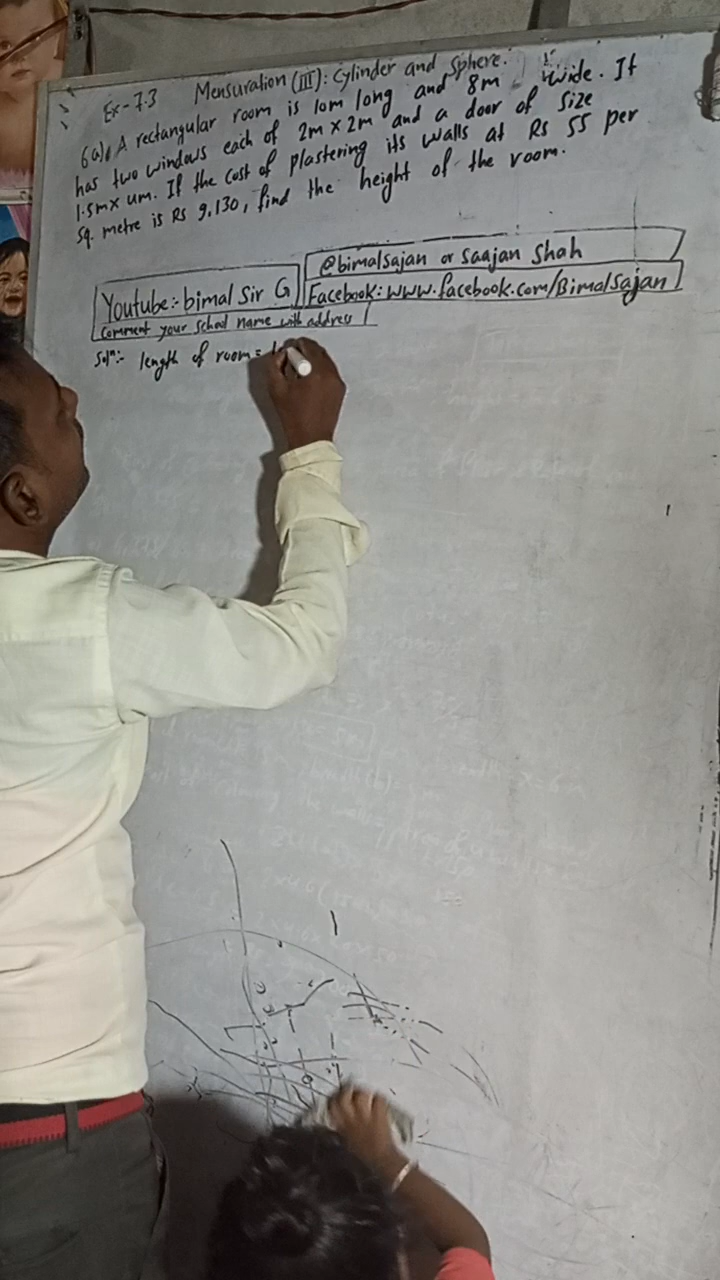 Ex-7.3 Mensuration (III): Cylinder and Sphere.
6a) A rectangular room is 10m long and 8m wide. It
has two windows each of 2m x 2m and a door of size
1.5m x 4m. If the cost of plastering its walls at Rs 55 per
sq. metre is Rs 9,130, find the height of the room.
@bimalsajan or Saajan Shah
Youtube:- bimal Sir G
Facebook: www.facebook.com/BimalSajan
Comment your school name with address
Solⁿ:- length of room =